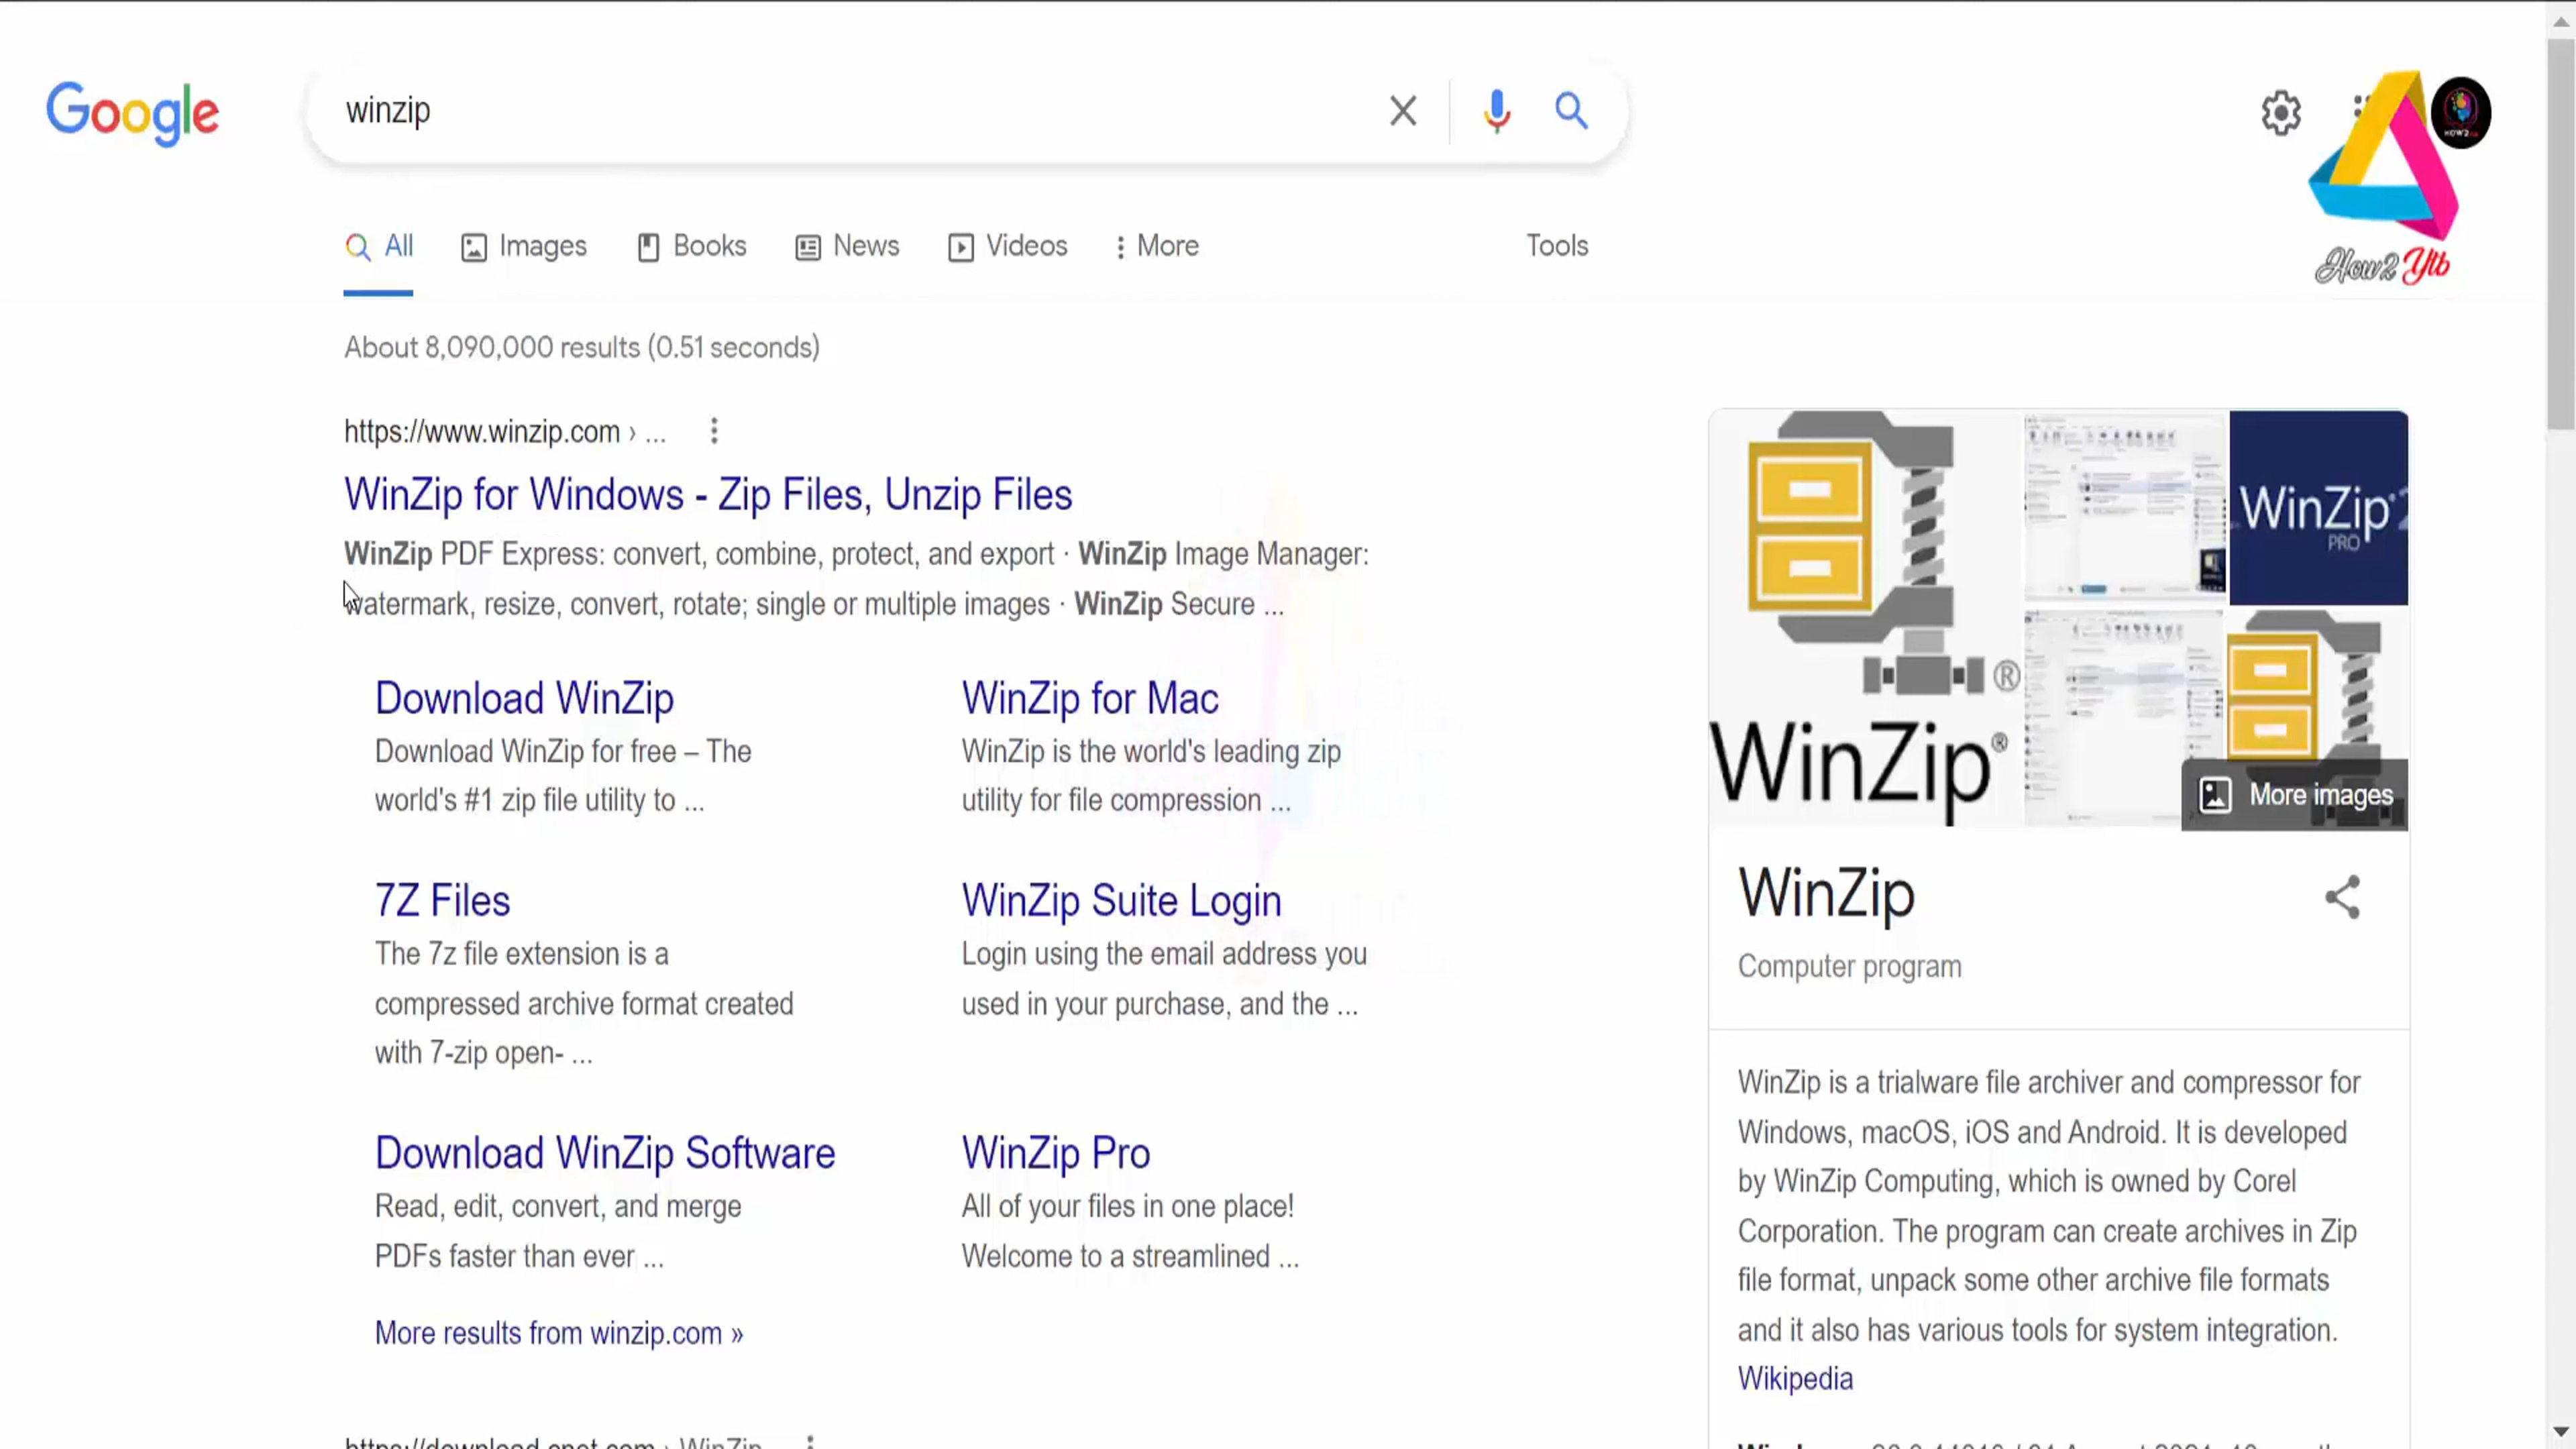 Google
winzip
All
Images
Books
News
Videos
More
Tools
How2 Ytb
About 8,090,000 results (0.51 seconds)
https://www.winzip.com › ...
WinZip for Windows - Zip Files, Unzip Files
WinZip PDF Express: convert, combine, protect, and export · WinZip Image Manager:
watermark, resize, convert, rotate; single or multiple images · WinZip Secure ...
Download WinZip
Download WinZip for free – The
world's #1 zip file utility to ...
WinZip for Mac
WinZip is the world's leading zip
utility for file compression ...
7Z Files
The 7z file extension is a
compressed archive format created
with 7-zip open- ...
WinZip Suite Login
Login using the email address you
used in your purchase, and the ...
Download WinZip Software
Read, edit, convert, and merge
PDFs faster than ever ...
WinZip Pro
All of your files in one place!
Welcome to a streamlined ...
More results from winzip.com »
https://download.cnet.com › WinZip
WinZip®
WinZip®
PRO
More images
WinZip
Computer program
WinZip is a trialware file archiver and compressor for
Windows, macOS, iOS and Android. It is developed
by WinZip Computing, which is owned by Corel
Corporation. The program can create archives in Zip
file format, unpack some other archive file formats
and it also has various tools for system integration.
Wikipedia